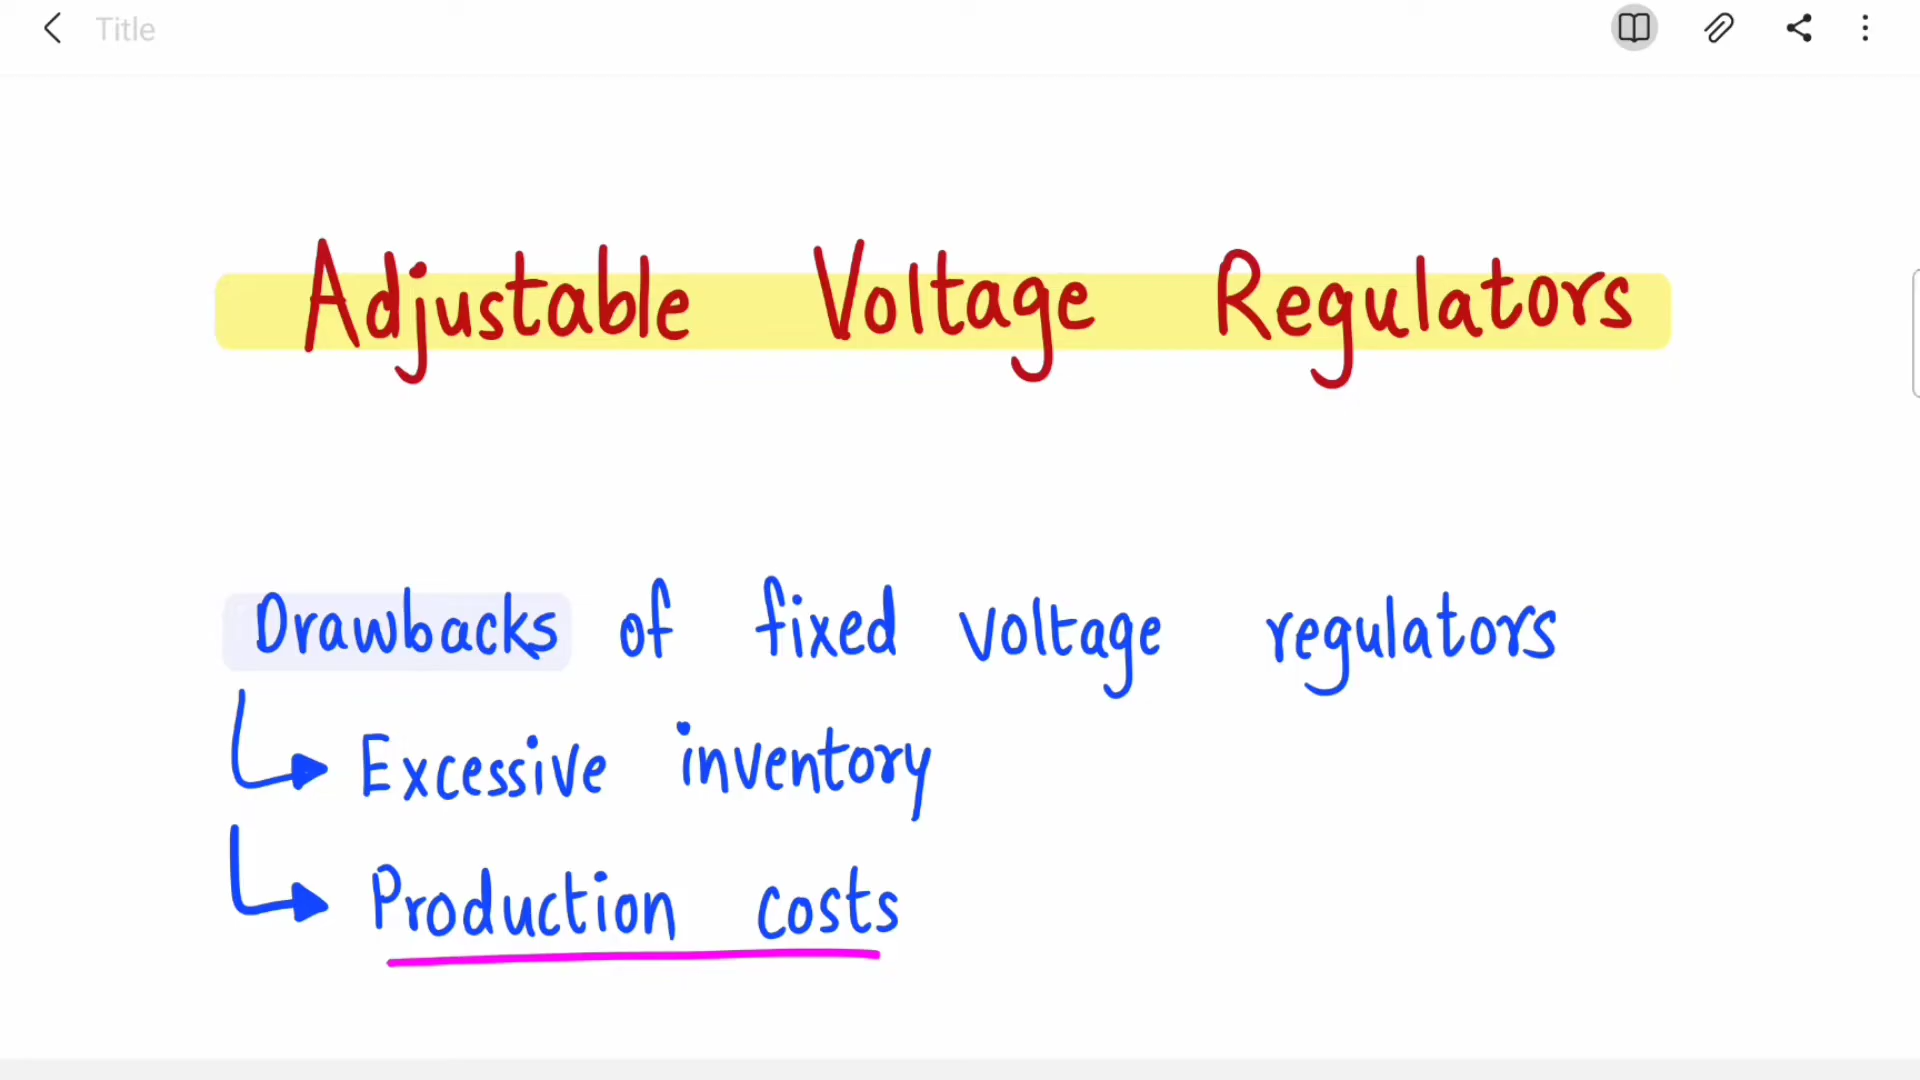 Title
Adjustable Voltage Regulators
Drawbacks of fixed voltage regulators
Excessive inventory
Production costs